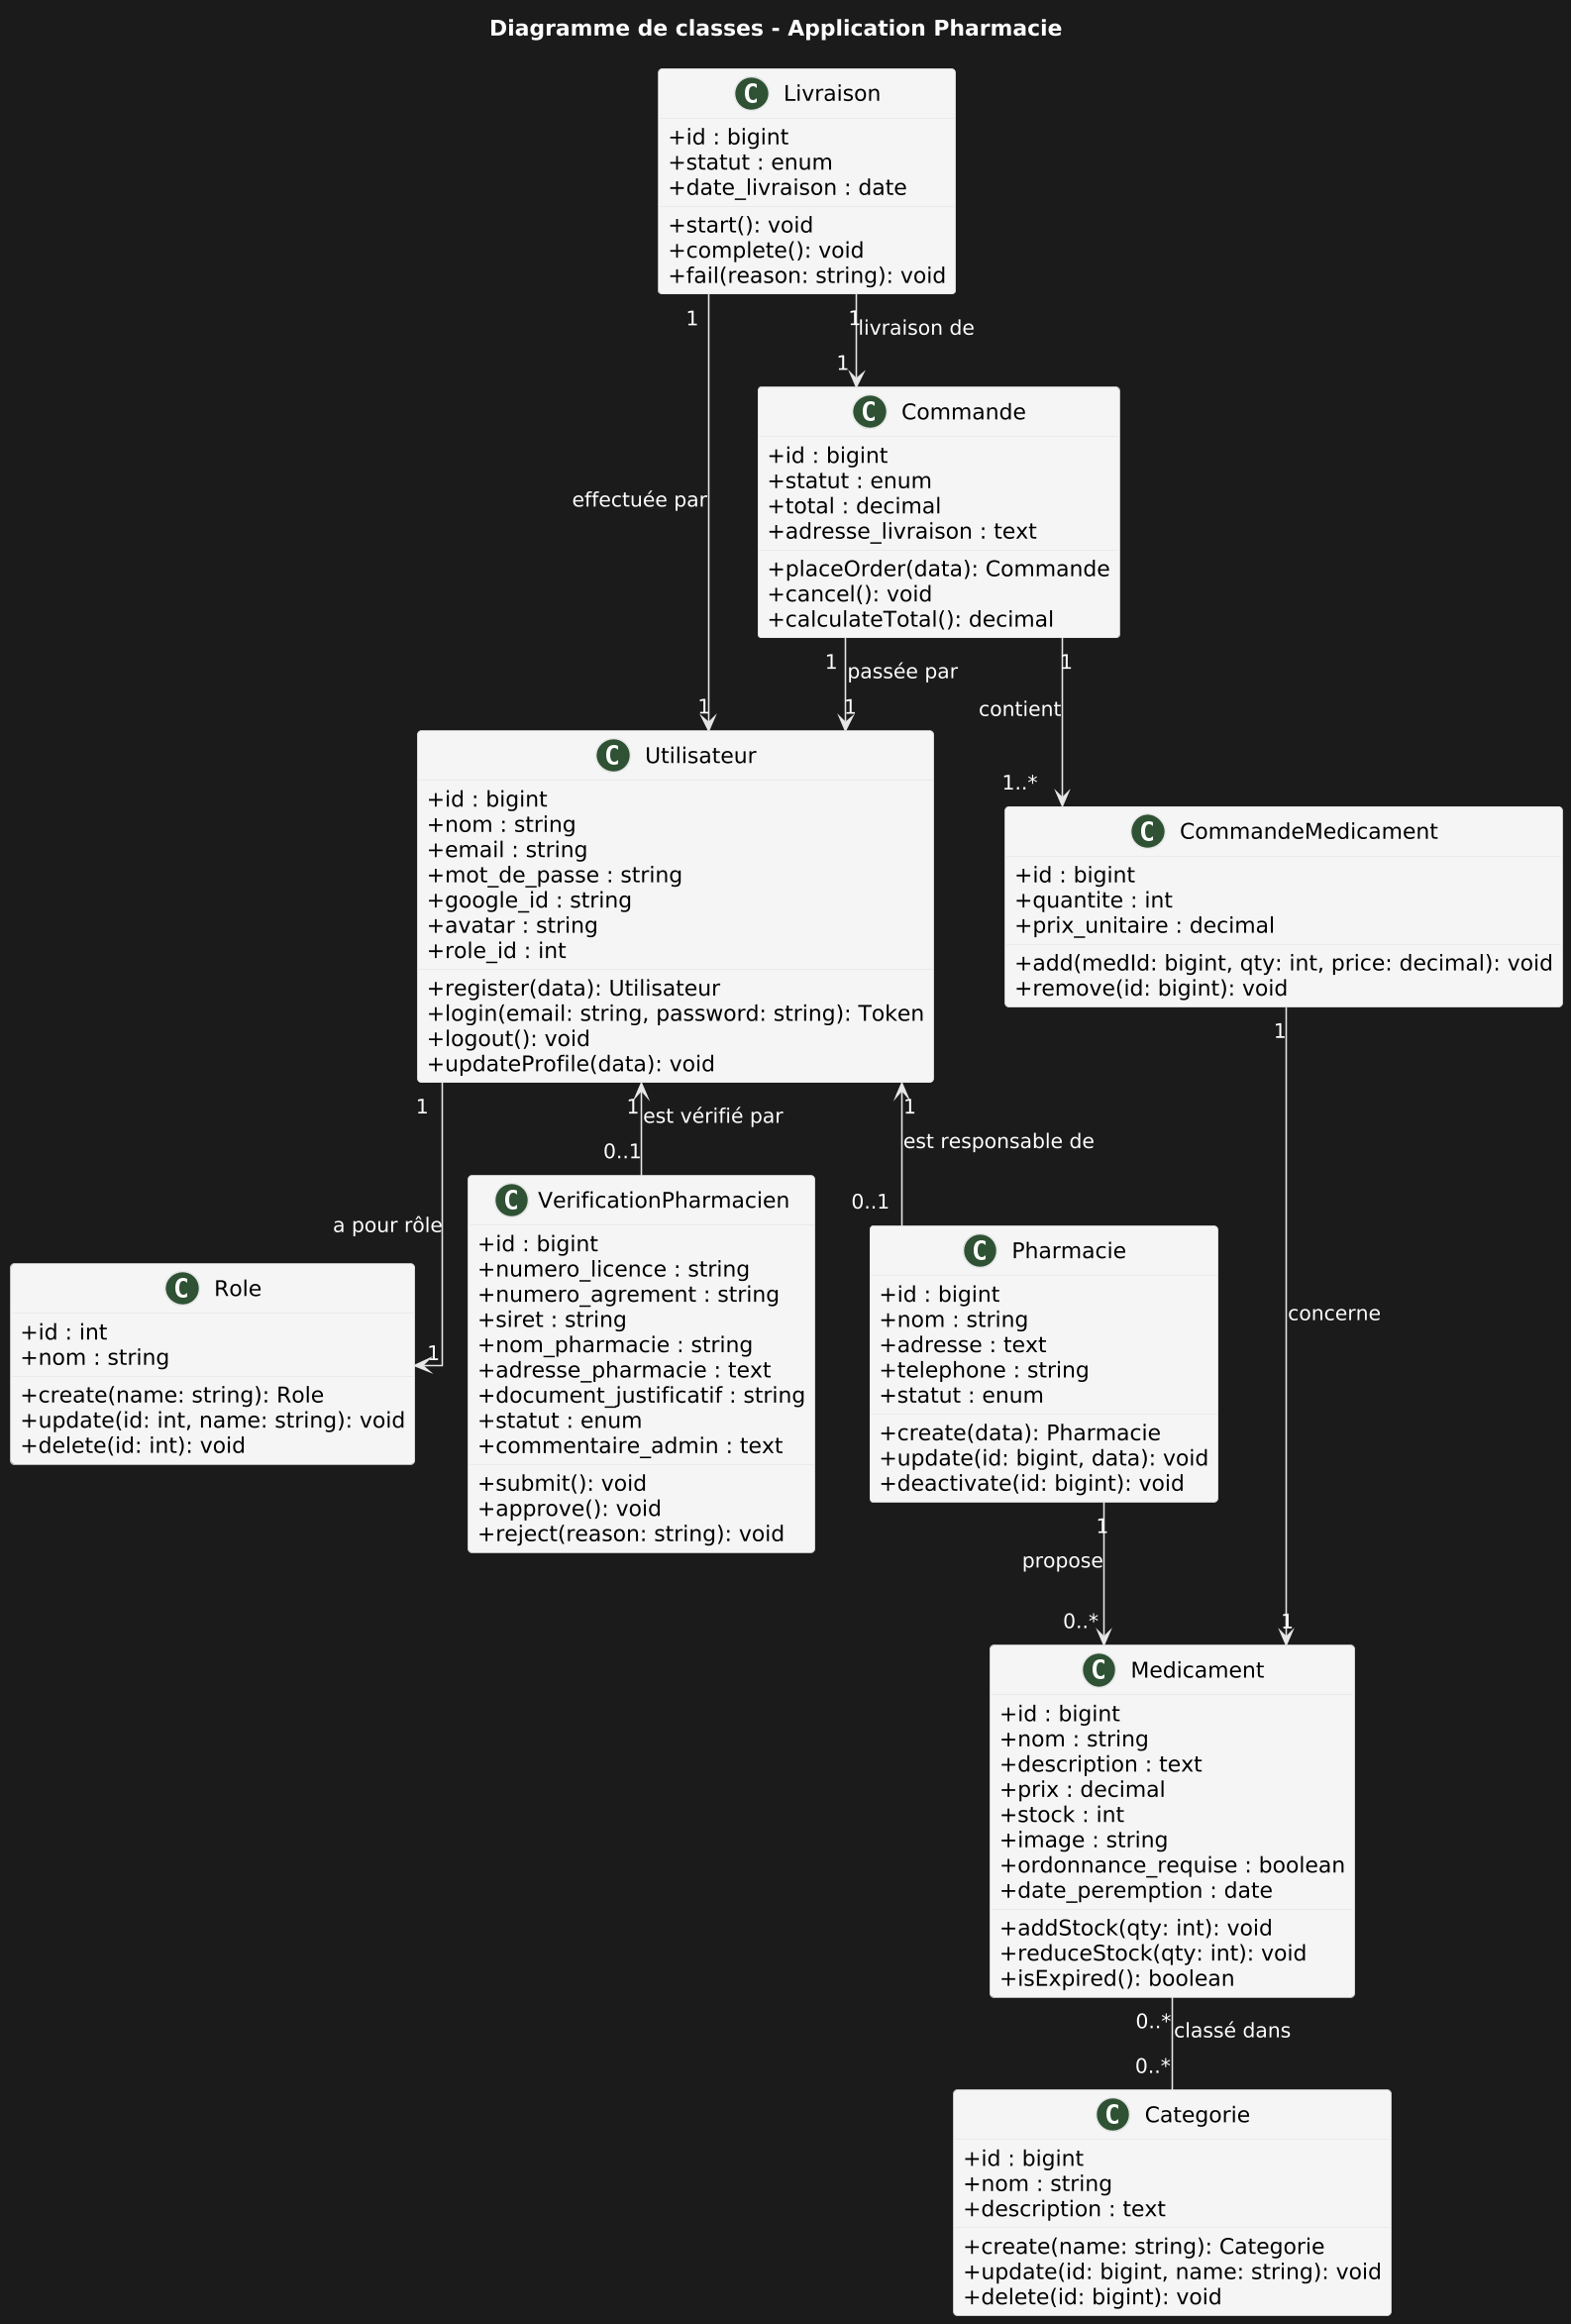 Diagramme de classes - Application Pharmacie
C Livraison
+id : bigint
+statut : enum
+date_livraison : date
+start(): void
+complete(): void
+fail(reason: string): void
1
1
livraison de
1
C Commande
+id : bigint
+statut : enum
+total : decimal
+adresse_livraison : text
+placeOrder(data): Commande
+cancel(): void
+calculateTotal(): decimal
effectuée par
1
1
passée par
1
1
contient
1..*
C Utilisateur
+id : bigint
+nom : string
+email : string
+mot_de_passe : string
+google_id : string
+avatar : string
+role_id : int
+register(data): Utilisateur
+login(email: string, password: string): Token
+logout(): void
+updateProfile(data): void
C CommandeMedicament
+id : bigint
+quantite : int
+prix_unitaire : decimal
+add(medId: bigint, qty: int, price: decimal): void
+remove(id: bigint): void
1
1
1
1
est vérifié par
est responsable de
0..1
0..1
a pour rôle
1
C Role
+id : int
+nom : string
+create(name: string): Role
+update(id: int, name: string): void
+delete(id: int): void
C VerificationPharmacien
+id : bigint
+numero_licence : string
+numero_agrement : string
+siret : string
+nom_pharmacie : string
+adresse_pharmacie : text
+document_justificatif : string
+statut : enum
+commentaire_admin : text
+submit(): void
+approve(): void
+reject(reason: string): void
C Pharmacie
+id : bigint
+nom : string
+adresse : text
+telephone : string
+statut : enum
+create(data): Pharmacie
+update(id: bigint, data): void
+deactivate(id: bigint): void
concerne
1
propose
0..*
1
C Medicament
+id : bigint
+nom : string
+description : text
+prix : decimal
+stock : int
+image : string
+ordonnance_requise : boolean
+date_peremption : date
+addStock(qty: int): void
+reduceStock(qty: int): void
+isExpired(): boolean
0..*
classé dans
0..*
C Categorie
+id : bigint
+nom : string
+description : text
+create(name: string): Categorie
+update(id: bigint, name: string): void
+delete(id: bigint): void